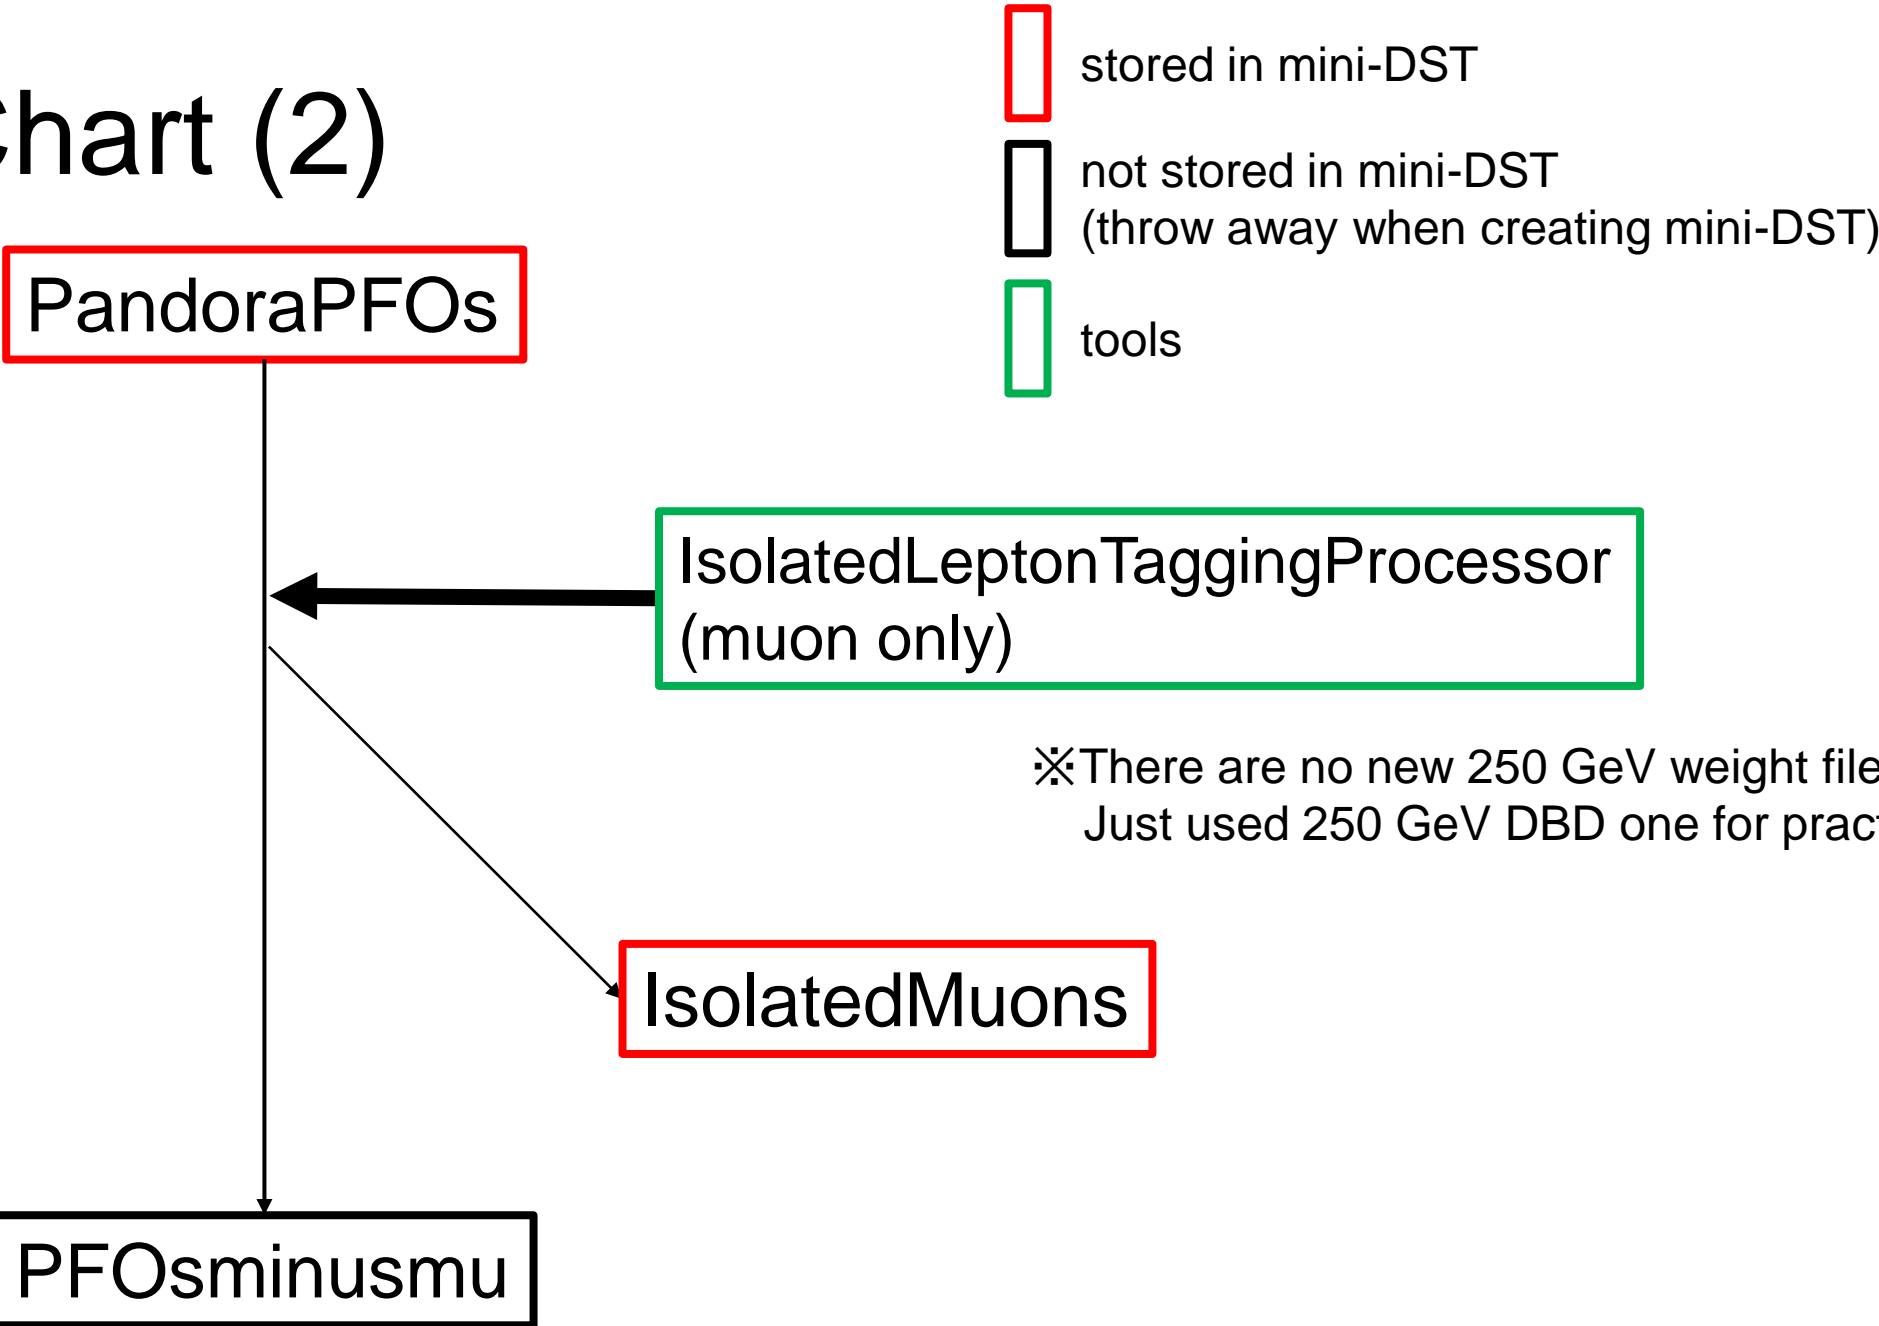 Chart (2)
stored in mini-DST
not stored in mini-DST
(throw away when creating mini-DST)
tools
PandoraPFOs
IsolatedLeptonTaggingProcessor
(muon only)
※There are no new 250 GeV weight file
Just used 250 GeV DBD one for
IsolatedMuons
PFOsminusmu